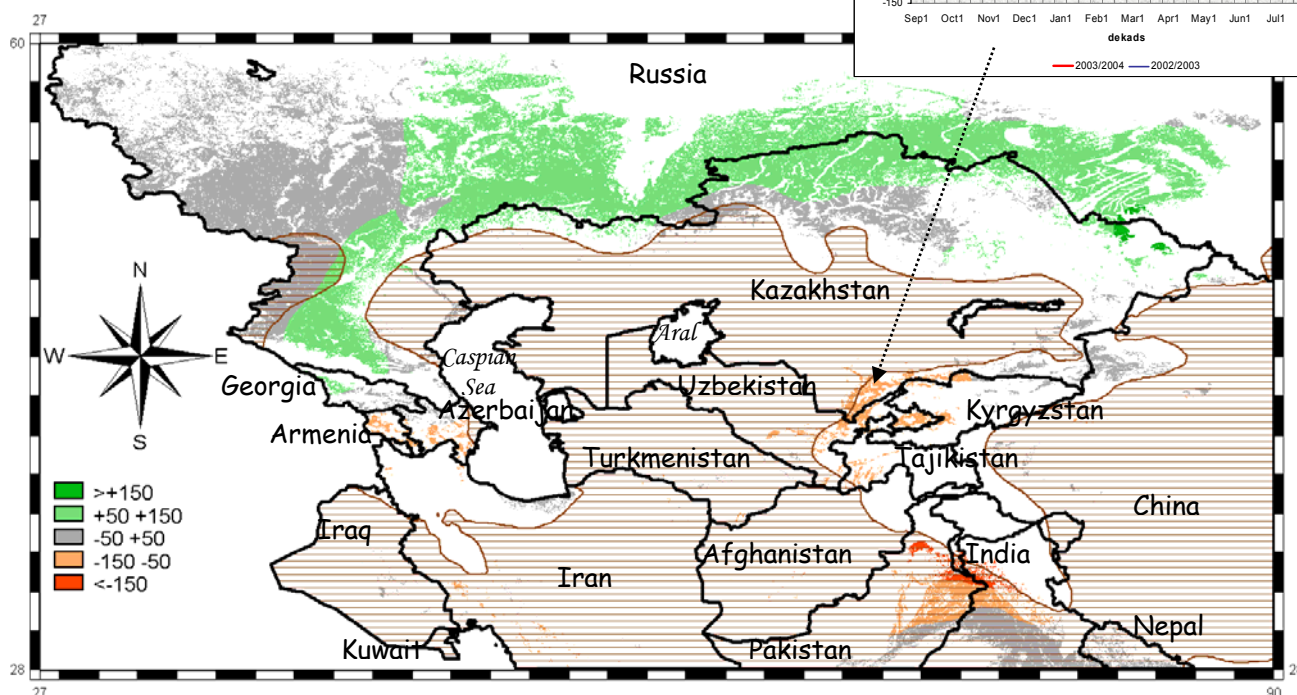 -150
Sep1 Oct1 Nov1 Dec1 Jan1 Feb1 Mar1 Apr1 May1 Jun1 Jul1
dekads
2003/2004 2002/2003
27
60
Russia
N
W E
S
Kazakhstan
Aral
Caspian
Sea
Georgia
Uzbekistan
Azerbaijan
Kyrgyzstan
Armenia
Turkmenistan
Tajikistan
>+150
+50 +150
-50 +50
-150 -50
<-150
China
Iraq
Afghanistan
India
Iran
Nepal
Kuwait
Pakistan
28
27
90